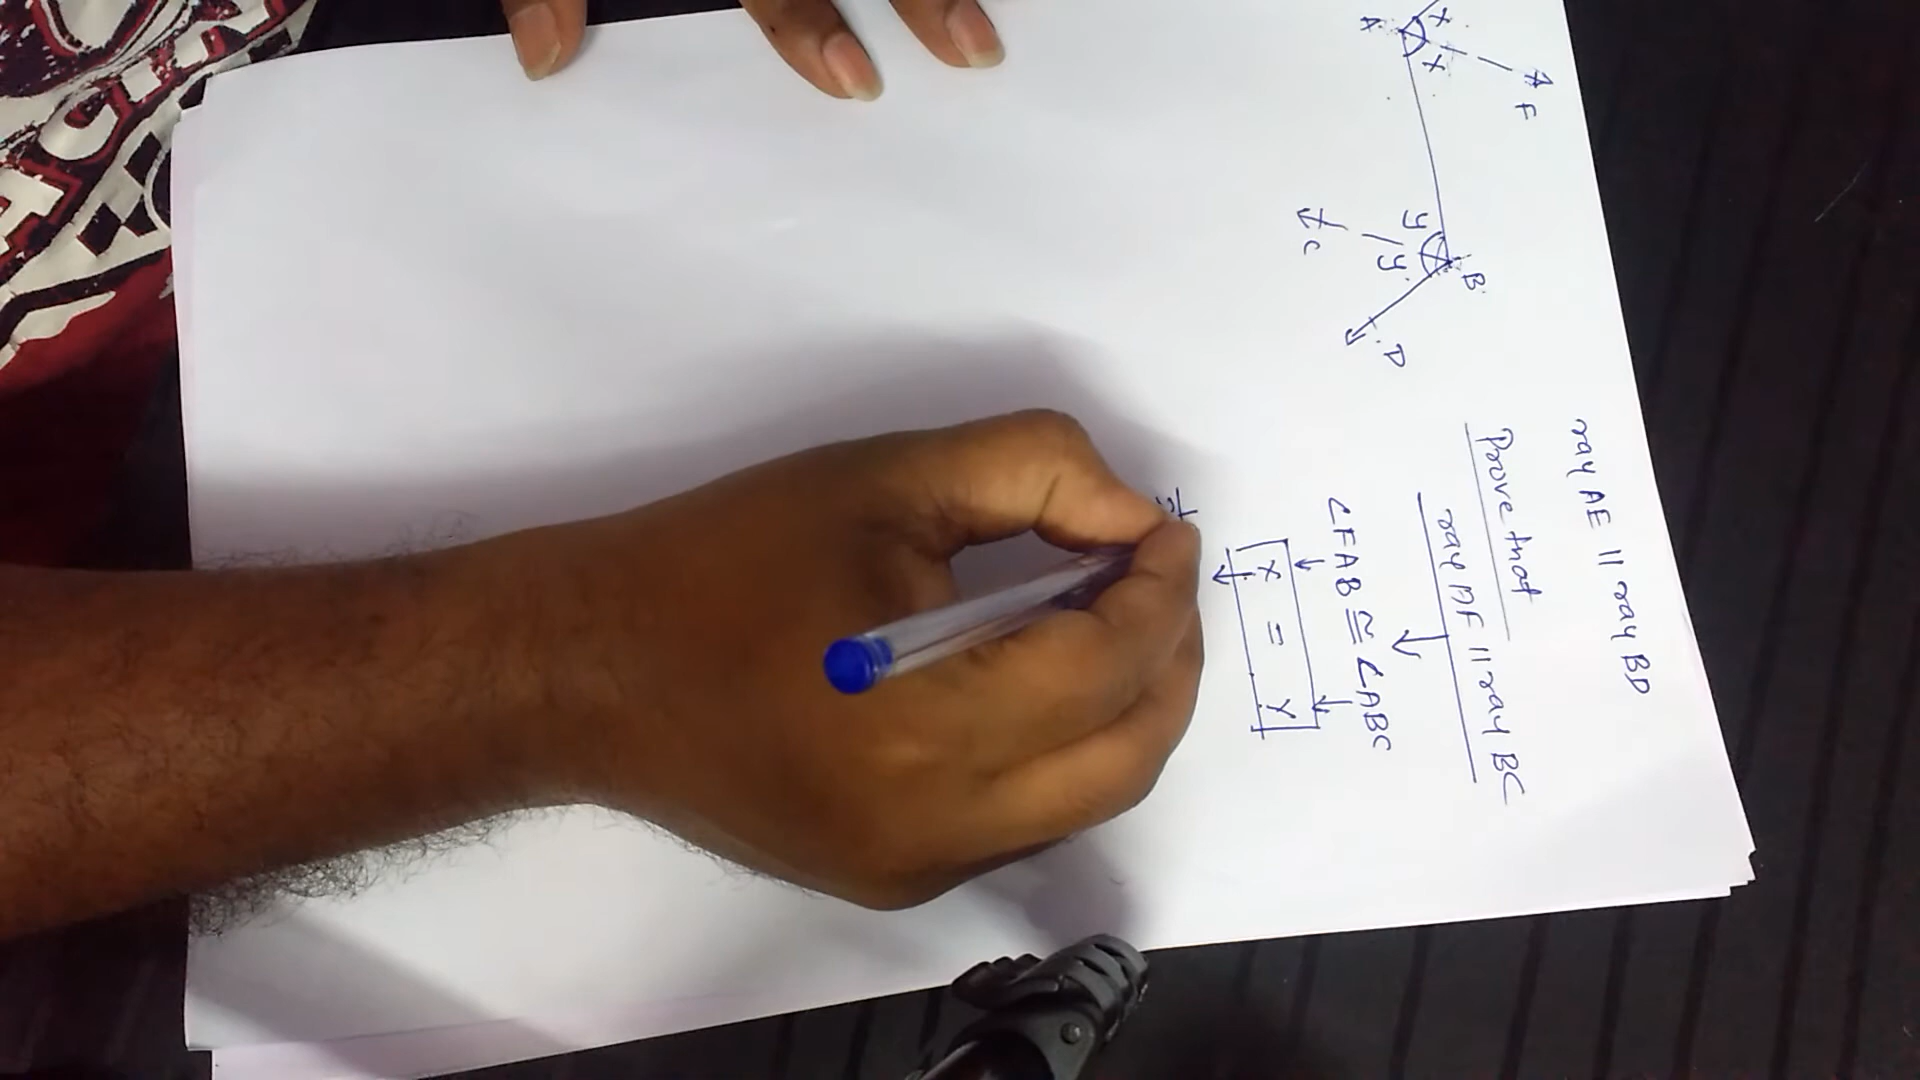 ray AE || ray BD
Prove that
ray AF || ray BC
∠FAB ≅ ∠ABC
X = Y
A
X
X
F
y
y
B
C
D